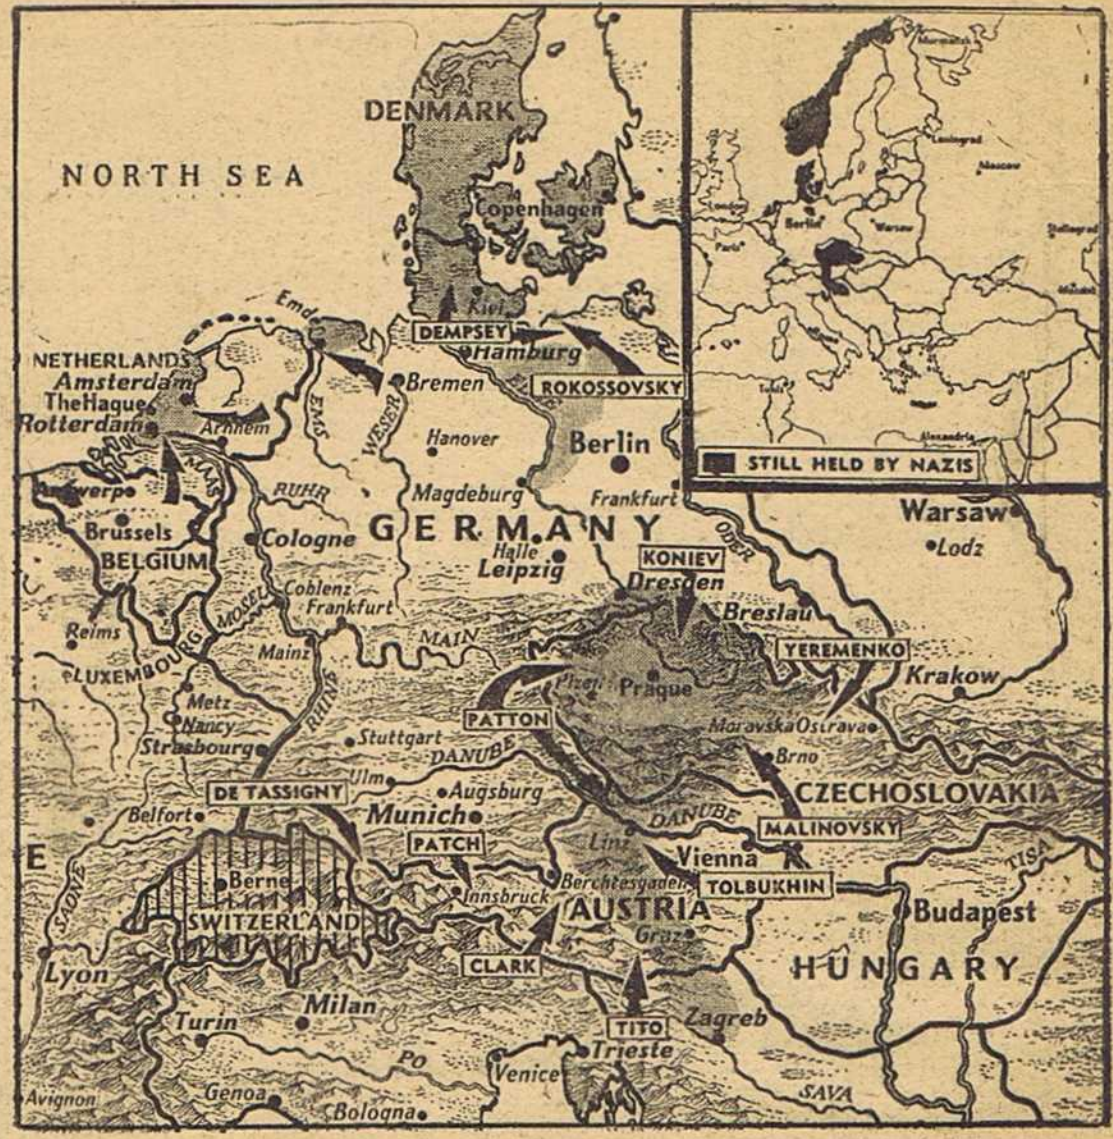 DENMARK
NORTH SEA
Copenhagen
Kiel
DEMPSEY
Hamburg
ROKOSSOVSKY
NETHERLANDS
Amsterdam
The Hague
Rotterdam
Arnhem
EMS
WESER
Bremen
Hanover
Berlin
MAAS
Antwerp
Brussels
BELGIUM
RUHR
Cologne
Magdeburg
Frankfurt
GERMANY
Halle
Leipzig
KONIEV
Dresden
ODER
Warsaw
Lodz
Breslau
YEREMENKO
Krakow
Coblenz
Frankfurt
Reims
LUXEMBOURG
Mainz
MAIN
Metz
Nancy
Strasbourg
RHINE
PATTON
Prague
Moravska Ostrava
Brno
Stuttgart
DANUBE
Ulm
DE TASSIGNY
Augsburg
Belfort
Munich
PATCH
CZECHOSLOVAKIA
DANUBE
MALINOVSKY
Linz
Vienna
TISA
E
SAONE
Berne
SWITZERLAND
Innsbruck
Berchtesgaden
TOLBUKHIN
AUSTRIA
Graz
Budapest
HUNGARY
Lyon
CLARK
Milan
Turin
TITO
Zagreb
Trieste
PO
Venice
SAVA
Avignon
Genoa
Bologna
Murmansk
Leningrad
Moscow
London
Berlin
Warsaw
Paris
Stalingrad
Alexandria
STILL HELD BY NAZIS